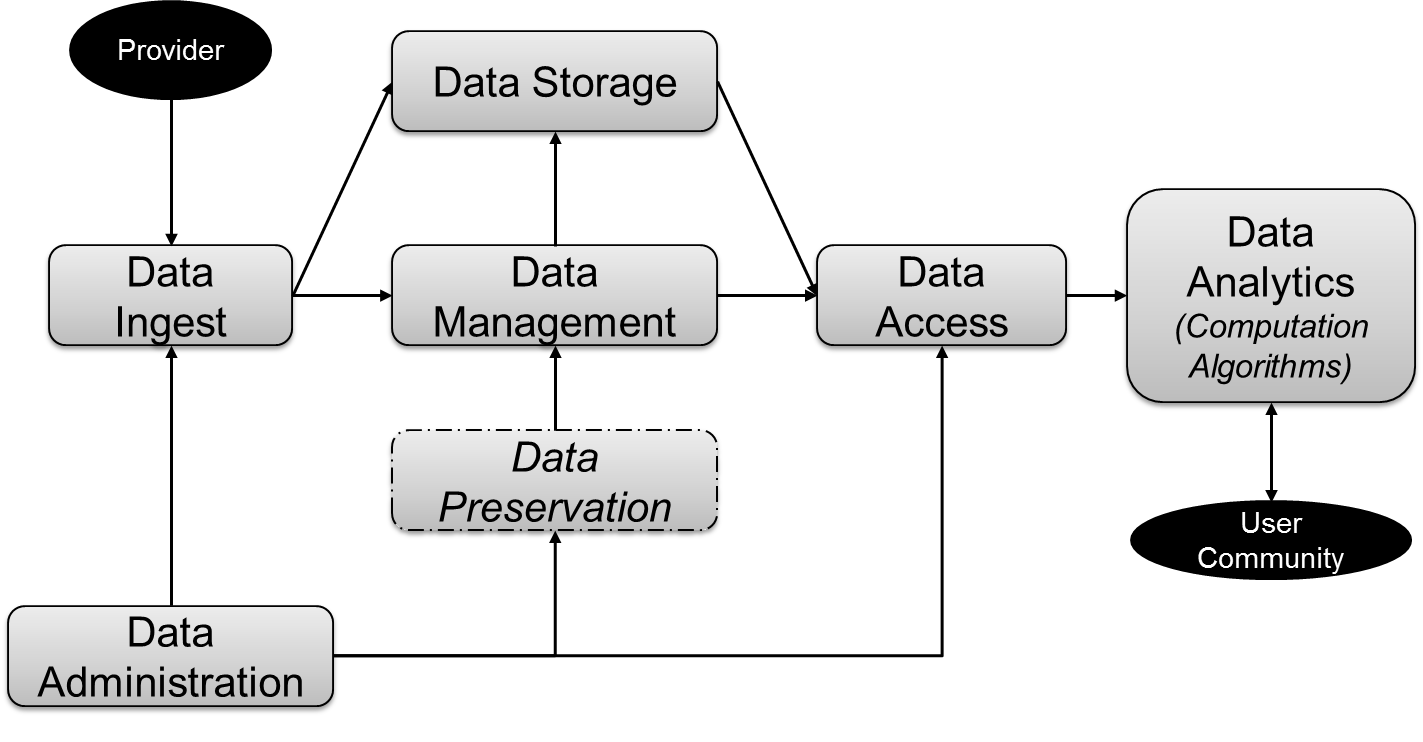 Provider
Data Storage
Data
Ingest
Data
Management
Data
Access
Data
Analytics
(Computation
Algorithms)
Data
Preservation
User
Community
Data
Administration